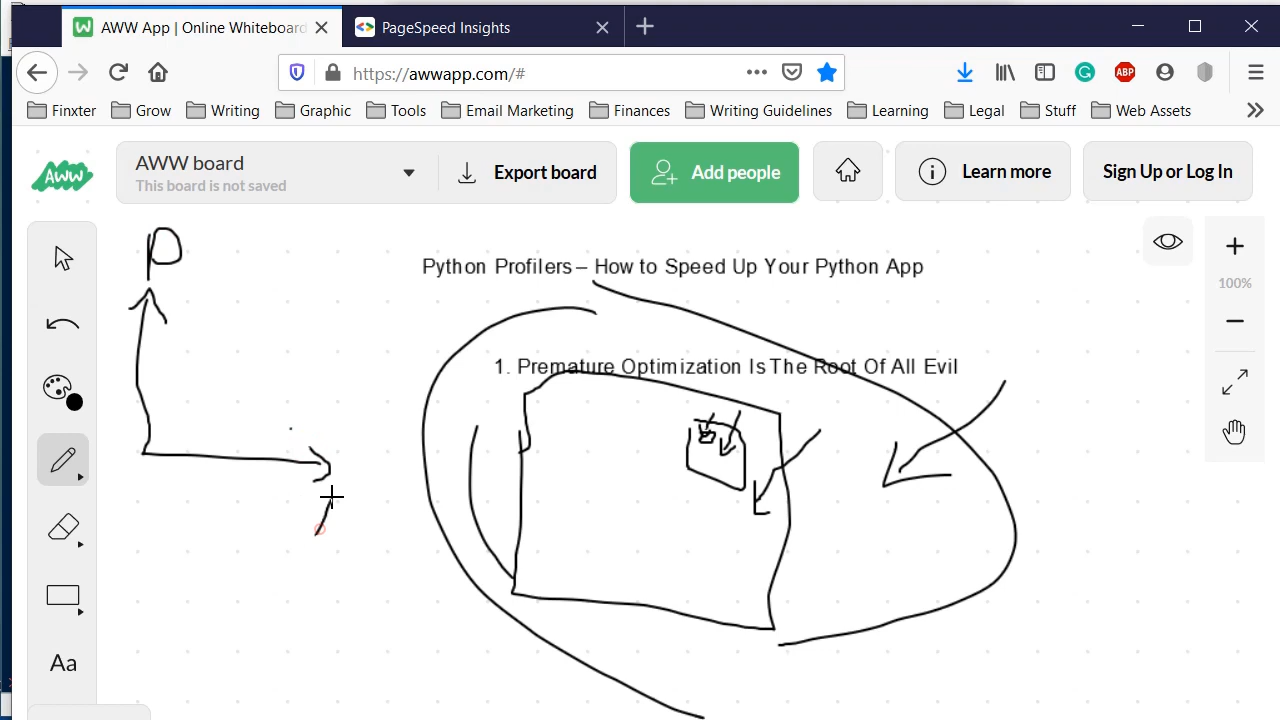 AWW App | Online Whiteboard
PageSpeed Insights
https://awwapp.com/#
ABP
Finxter
Grow
Writing
Graphic
Tools
Email Marketing
Finances
Writing Guidelines
Learning
Legal
Stuff
Web Assets
AWW
AWW board
This board is not saved
Export board
Add people
Learn more
Sign Up or Log In
P
Python Profilers – How to Speed Up Your Python App
100%
1. Premature Optimization Is The Root Of All Evil
Aa